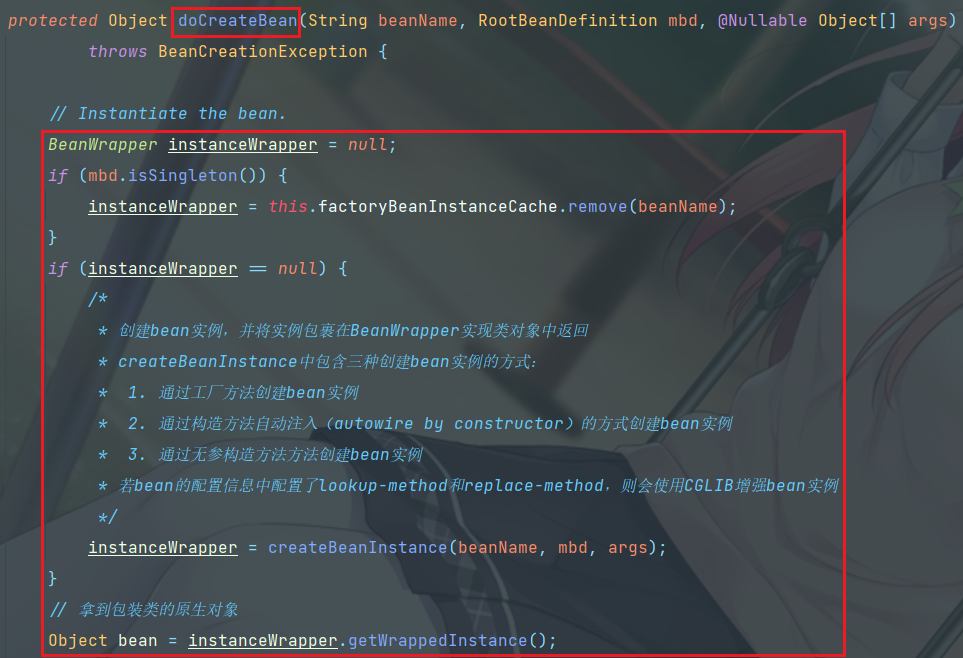 protected Object doCreateBean(String beanName, RootBeanDefinition mbd, @Nullable Object[] args)
throws BeanCreationException {
// Instantiate the bean.
BeanWrapper instanceWrapper = null;
if (mbd.isSingleton()) {
instanceWrapper = this.factoryBeanInstanceCache.remove(beanName);
}
if (instanceWrapper == null) {
/*
* 创建bean实例，并将实例包裹在BeanWrapper实现类对象中返回
* createBeanInstance中包含三种创建bean实例的方式：
* 1. 通过工厂方法创建bean实例
* 2. 通过构造方法自动注入（autowire by constructor）的方式创建bean实例
* 3. 通过无参构造方法方法创建bean实例
* 若bean的配置信息中配置了lookup-method和replace-method，则会使用CGLIB增强bean实例
*/
instanceWrapper = createBeanInstance(beanName, mbd, args);
}
// 拿到包装类的原生对象
Object bean = instanceWrapper.getWrappedInstance();